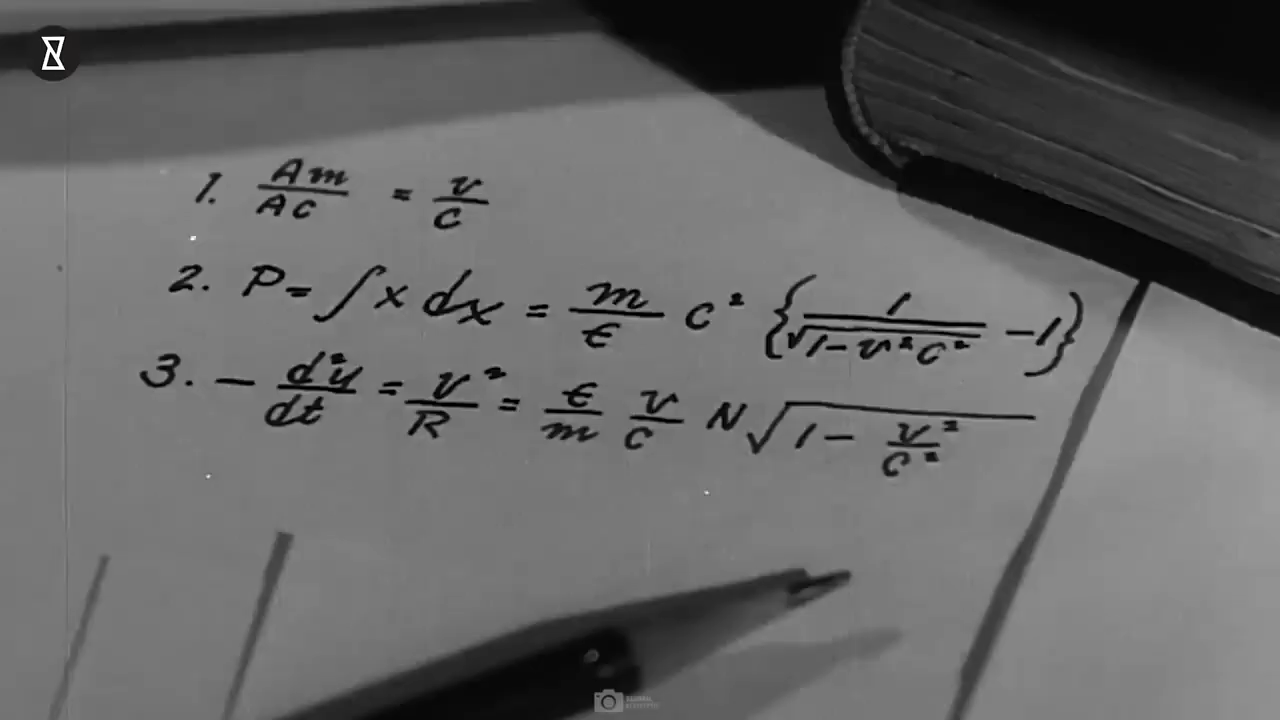 1. Am/Ac = v/c
2. P = ∫ x dx = m/ε c² { 1/√(1-v²c²) -1 }
3. - d²y/dt = v²/R = ε/m v/c N √(1- v²/c²)